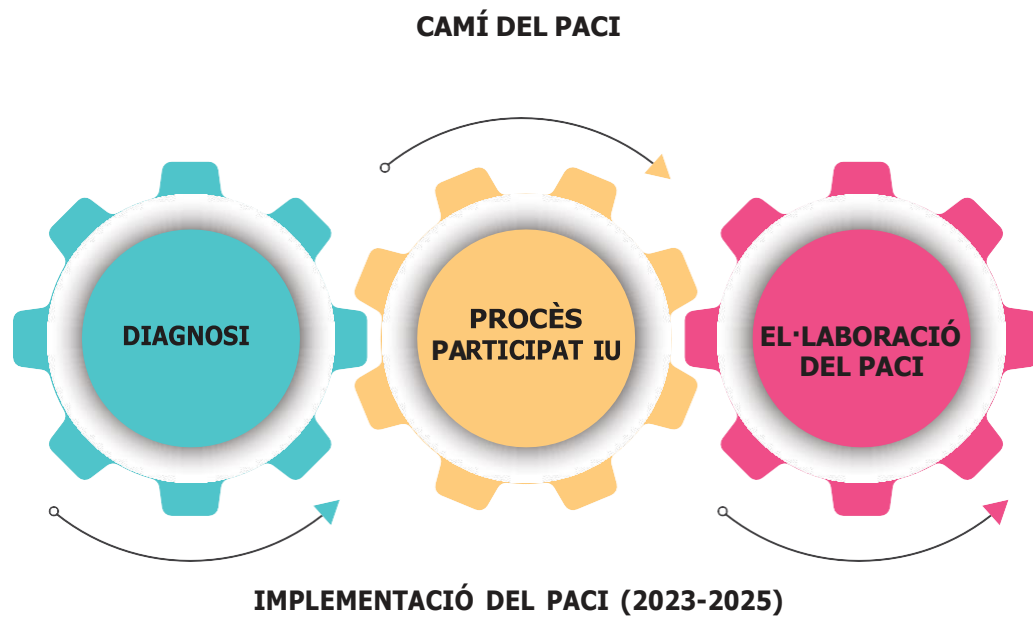 CAMÍ DEL PACI
DIAGNOSI
PROCÈS
PARTICIPAT IU
EL·LABORACIÓ
DEL PACI
IMPLEMENTACIÓ DEL PACI (2023-2025)